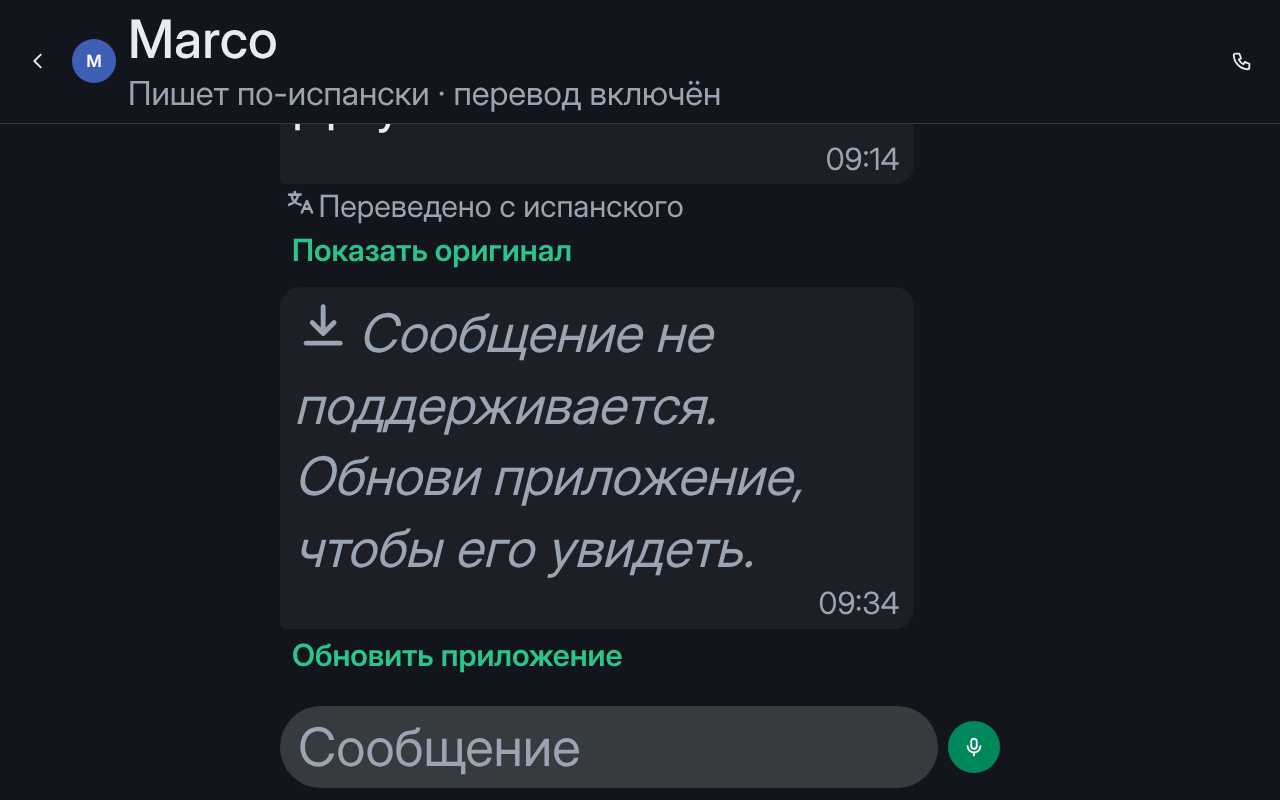 Marco
M
Пишет по-испански · перевод включён
09:14
Переведено с испанского
Показать оригинал
Сообщение не
поддерживается.
Обнови приложение,
чтобы его увидеть.
09:34
Обновить приложение
Сообщение